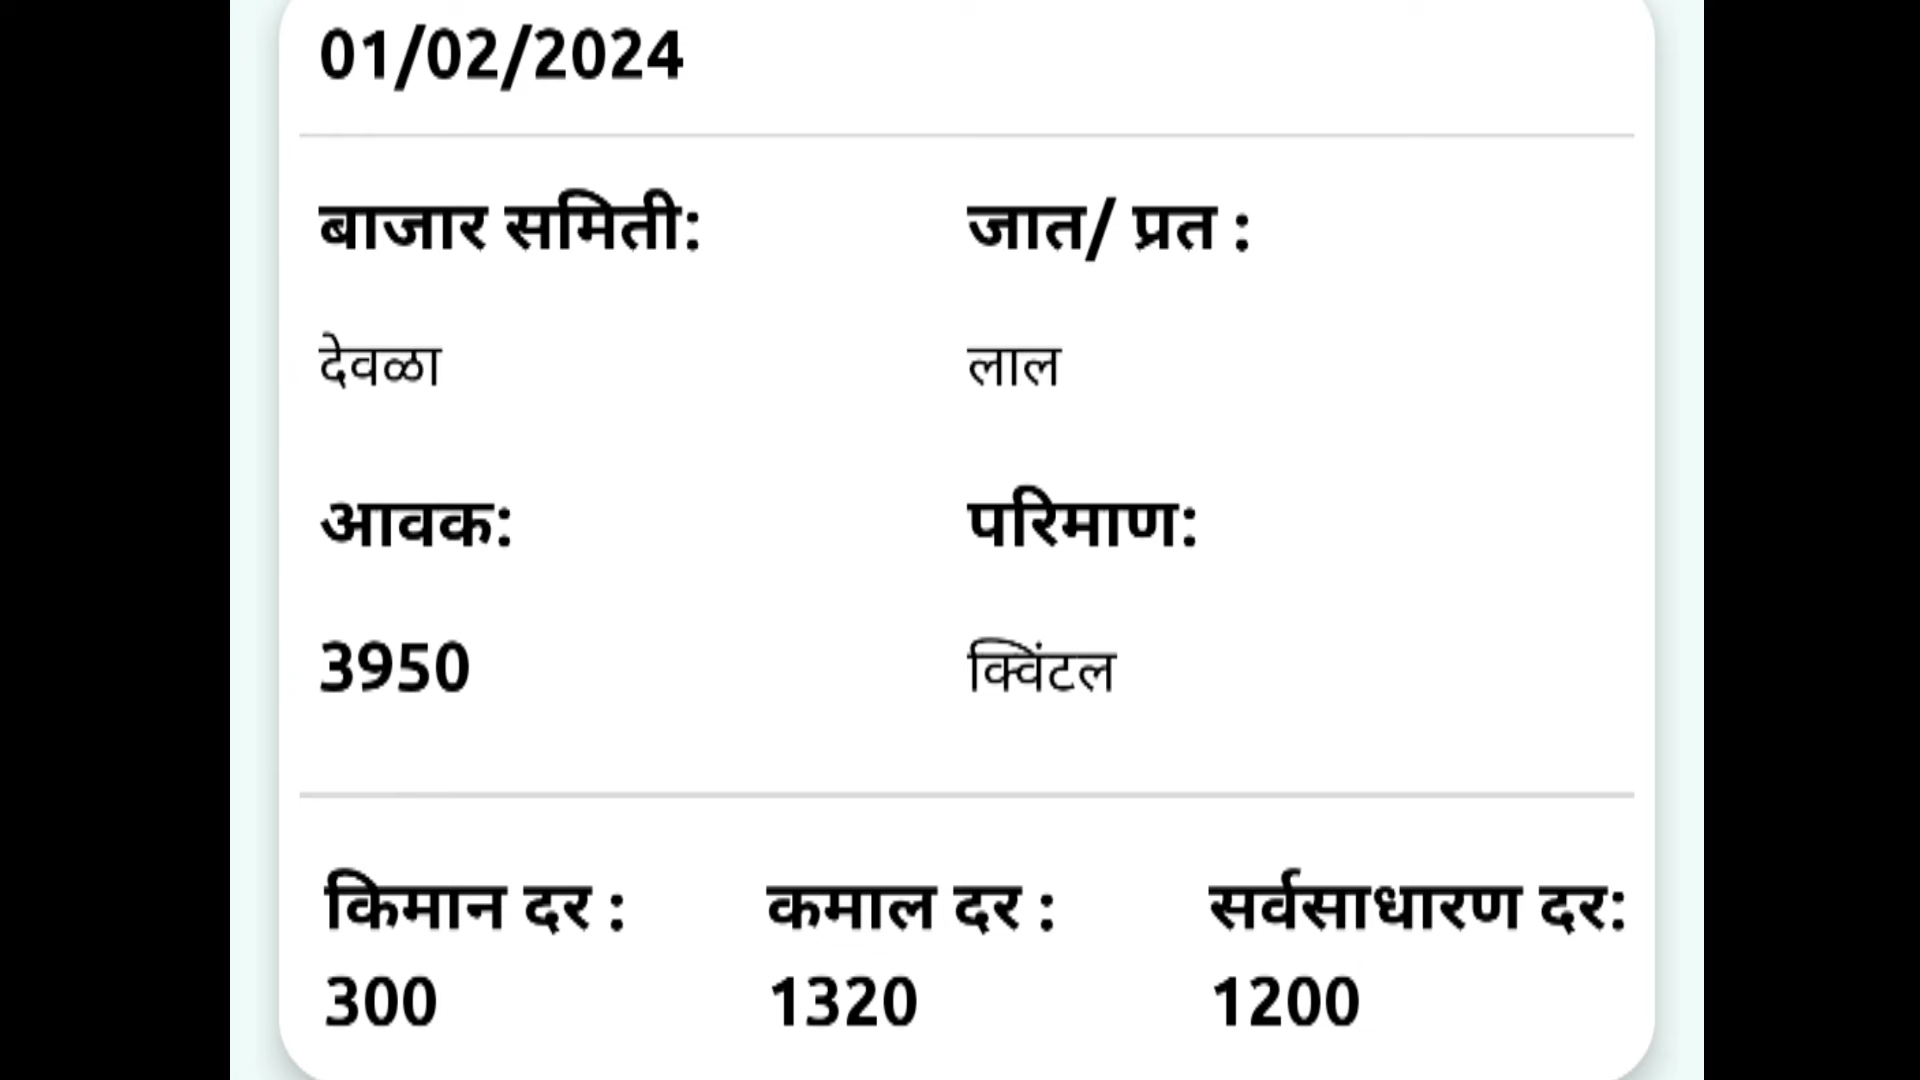 01/02/2024
बाजार समिती: जात/ प्रत :
देवळा लाल
आवक: परिमाण:
3950 क्विंटल
किमान दर : कमाल दर : सर्वसाधारण दर:
300 1320 1200